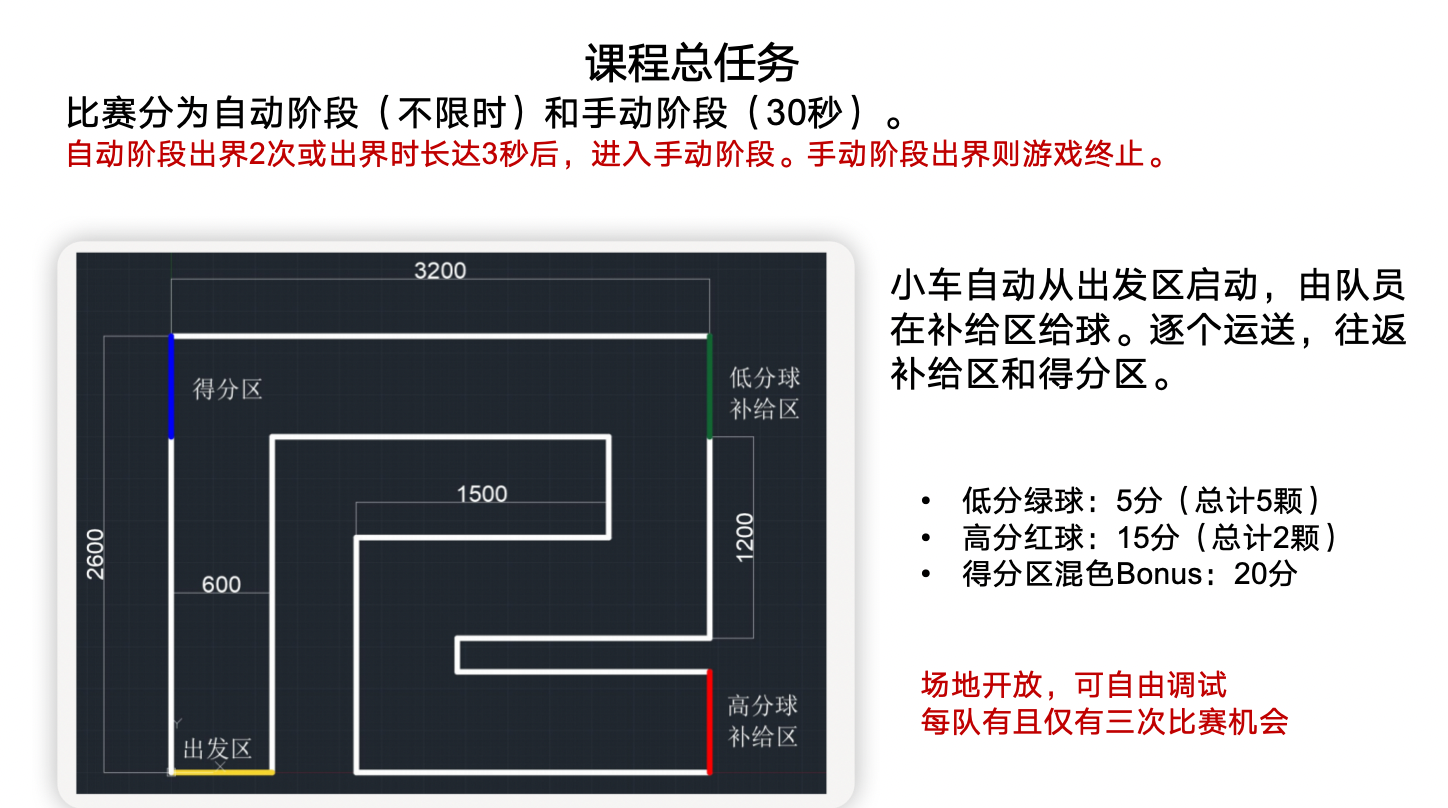 课程总任务
比赛分为自动阶段（不限时）和手动阶段（30秒）。
自动阶段出界2次或出界时长达3秒后，进入手动阶段。手动阶段出界则游戏终止。
3200
得分区
低分球
补给区
1500
2600
1200
600
高分球
补给区
Y
出发区
X
小车自动从出发区启动，由队员
在补给区给球。逐个运送，往返
补给区和得分区。
• 低分绿球：5分（总计5颗）
• 高分红球：15分（总计2颗）
• 得分区混色Bonus：20分
场地开放，可自由调试
每队有且仅有三次比赛机会